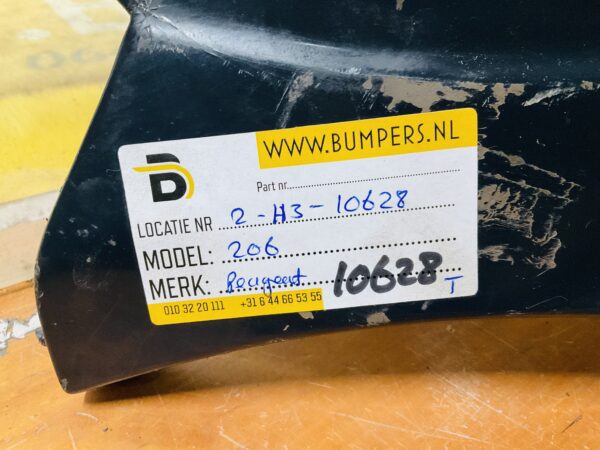 WWW.BUMPERS.NL
Part nr
LOCATIE NR 2-H3-10628
MODEL: 206
MERK: Peugeot 10628 T
010 32 20 111 +31 6 44 66 53 55